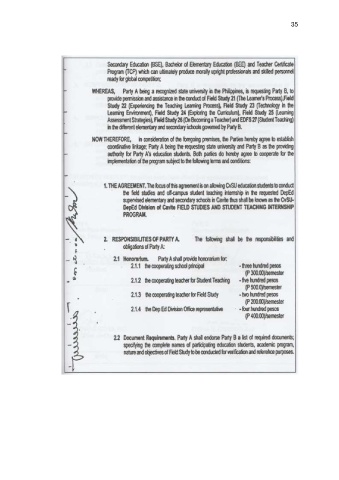 35
Secondary Education (BSE), Bachelor of Elementary Education (BEE) and Teacher Certificate
Program (TCP) which can ultimately produce morally upright professionals and skilled personnel
ready for global competition;
WHEREAS, Party A being a recognized state university in the Philippines, is requesting Party B, to
provide permission and assistance in the conduct of Field Study 21 (The Learner's Process),Field
Study 22 (Experiencing the Teaching Learning Process), Field Study 23 (Technology in the
Learning Environment), Field Study 24 (Exploring the Curriculum), Field Study 25 (Learning
Assessment Strategies), Field Study 26 (On Becoming a Teacher) and EDFS 27 (Student Teaching)
in the different elementary and secondary schools governed by Party B.
NOW THEREFORE, in consideration of the foregoing premises, the Parties hereby agree to establish
coordinative linkage; Party A being the requesting state university and Party B as the providing
authority for Party A's education students. Both parties do hereby agree to cooperate for the
implementation of the program subject to the following terms and conditions:
1. THE AGREEMENT. The focus of this agreement is on allowing CvSU education students to conduct
the field studies and off-campus student teaching internship in the requested DepEd
supervised elementary and secondary schools in Cavite thus shall be known as the CvSU-
DepEd Division of Cavite FIELD STUDIES AND STUDENT TEACHING INTERNSHIP
PROGRAM.
2. RESPONSIBILITIES OF PARTY A. The following shall be the responsibilities and
obligations of Party A:
2.1 Honorarium. Party A shall provide honorarium for:
2.1.1 the cooperating school principal - three hundred pesos
(P 300.00)/semester
2.1.2 the cooperating teacher for Student Teaching - five hundred pesos
(P 500.0)/semester
2.1.3 the cooperating teacher for Field Study - two hundred pesos
(P 200.00)/semester
2.1.4 the Dep Ed Division Office representative - four hundred pesos
(P 400.00)/semester
2.2 Document Requirements. Party A shall endorse Party B a list of required documents;
specifying the complete names of participating education students, academic program,
nature and objectives of Field Study to be conducted for verification and reference purposes.